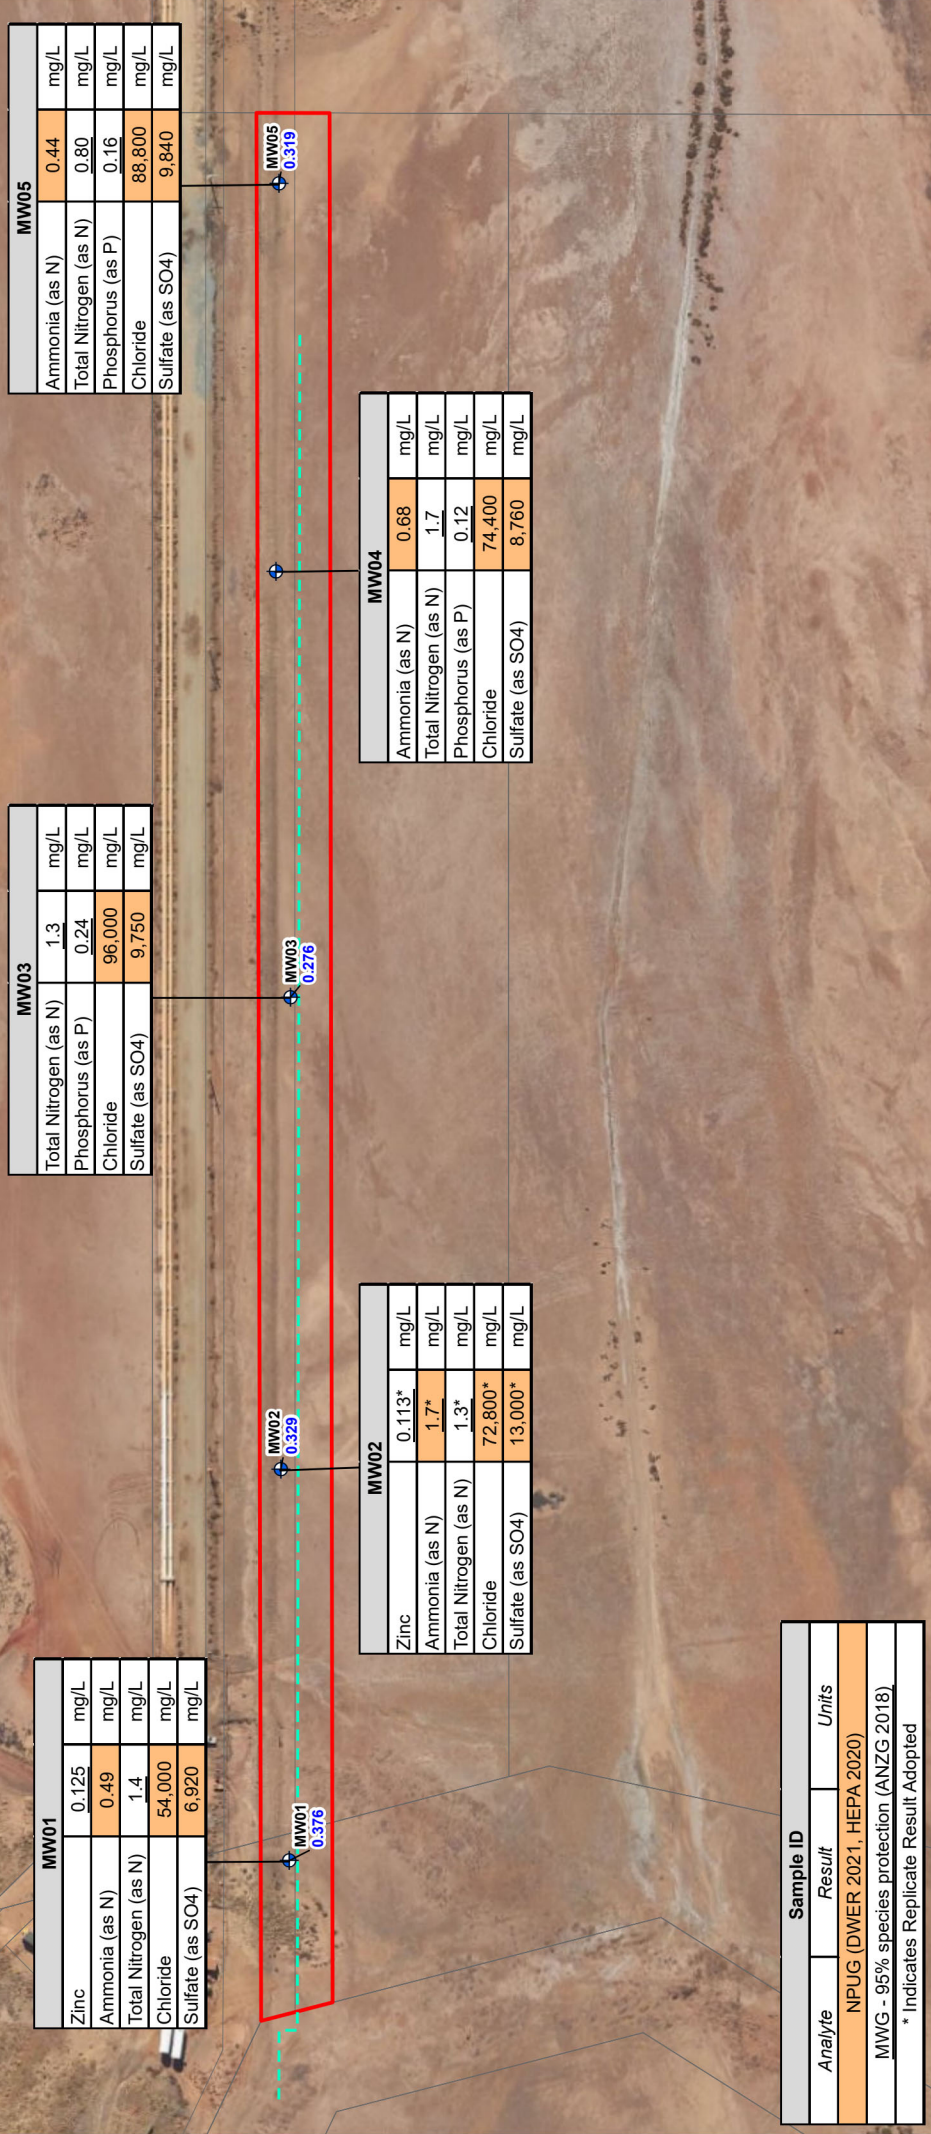 MW01
Zinc 0.125 mg/L
Ammonia (as N) 0.49 mg/L
Total Nitrogen (as N) 1.4 mg/L
Chloride 54,000 mg/L
Sulfate (as SO4) 6,920 mg/L
MW03
Total Nitrogen (as N) 1.3 mg/L
Phosphorus (as P) 0.24 mg/L
Chloride 96,000 mg/L
Sulfate (as SO4) 9,750 mg/L
MW05
Ammonia (as N) 0.44 mg/L
Total Nitrogen (as N) 0.80 mg/L
Phosphorus (as P) 0.16 mg/L
Chloride 88,800 mg/L
Sulfate (as SO4) 9,840 mg/L
MW01
0.376
MW02
0.329
MW03
0.276
MW05
0.319
MW02
Zinc 0.113* mg/L
Ammonia (as N) 1.7* mg/L
Total Nitrogen (as N) 1.3* mg/L
Chloride 72,800* mg/L
Sulfate (as SO4) 13,000* mg/L
MW04
Ammonia (as N) 0.68 mg/L
Total Nitrogen (as N) 1.7 mg/L
Phosphorus (as P) 0.12 mg/L
Chloride 74,400 mg/L
Sulfate (as SO4) 8,760 mg/L
Sample ID
Analyte Result Units
NPUG (DWER 2021, HEPA 2020)
MWG - 95% species protection (ANZG 2018)
* Indicates Replicate Result Adopted